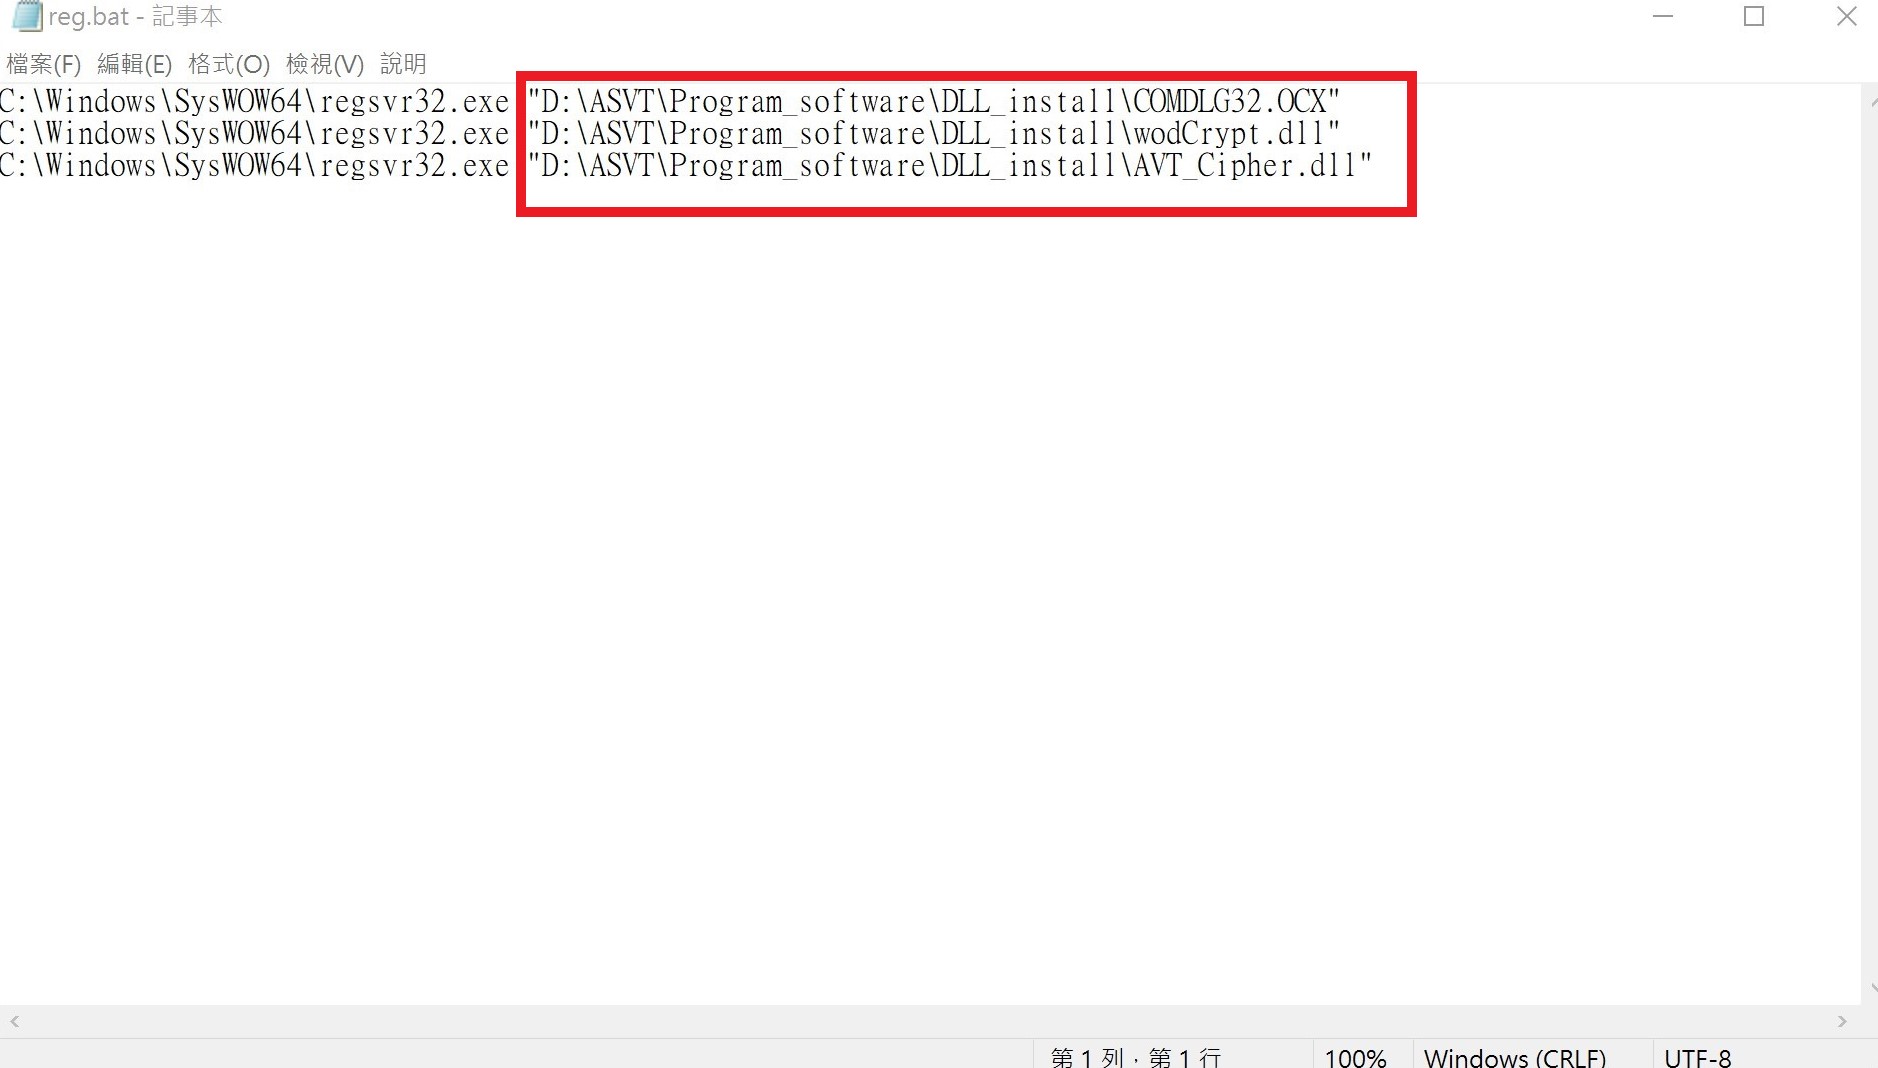 reg.bat - 記事本
檔案(F) 編輯(E) 格式(O) 檢視(V) 說明
C:\Windows\SysWOW64\regsvr32.exe "D:\ASVT\Program_software\DLL_install\COMDLG32.OCX"
C:\Windows\SysWOW64\regsvr32.exe "D:\ASVT\Program_software\DLL_install\wodCrypt.dll"
C:\Windows\SysWOW64\regsvr32.exe "D:\ASVT\Program_software\DLL_install\AVT_Cipher.dll"
第 1 列，第 1 行 100% Windows (CRLF) UTF-8